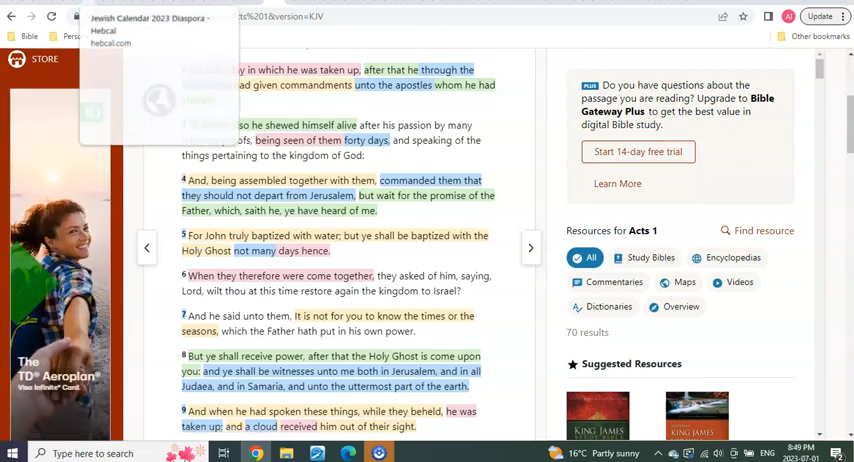 Jewish Calendar 2023 Diaspora -
Hebcal
hebcal.com
cts%201&version=KJV
AI
Update
Bible
Other bookmarks
STORE
in which he was taken up, after that he through the
had given commandments unto the apostles whom he had
so he shewed himself alive after his passion by many
being seen of them forty days, and speaking of the
things pertaining to the kingdom of God:
4 And, being assembled together with them, commanded them that
they should not depart from Jerusalem, but wait for the promise of the
Father, which, saith he, ye have heard of me.
5 For John truly baptized with water; but ye shall be baptized with the
Holy Ghost not many days hence.
6 When they therefore were come together, they asked of him, saying,
Lord, wilt thou at this time restore again the kingdom to Israel?
7 And he said unto them, It is not for you to know the times or the
seasons, which the Father hath put in his own power.
8 But ye shall receive power, after that the Holy Ghost is come upon
you: and ye shall be witnesses unto me both in Jerusalem, and in all
Judaea, and in Samaria, and unto the uttermost part of the earth.
9 And when he had spoken these things, while they beheld, he was
taken up; and a cloud received him out of their sight.
The
TD® Aeroplan®
Visa Infinite* Card.
PLUS Do you have questions about the
passage you are reading? Upgrade to Bible
Gateway Plus to get the best value in
digital Bible study.
Start 14-day free trial
Learn More
Resources for Acts 1
Find resource
All
Study Bibles
Encyclopedias
Commentaries
Maps
Videos
Dictionaries
Overview
70 results
Suggested Resources
KING JAMES
KING JAMES
Type here to search
16°C Partly sunny
ENG
8:49 PM
2023-07-01
2